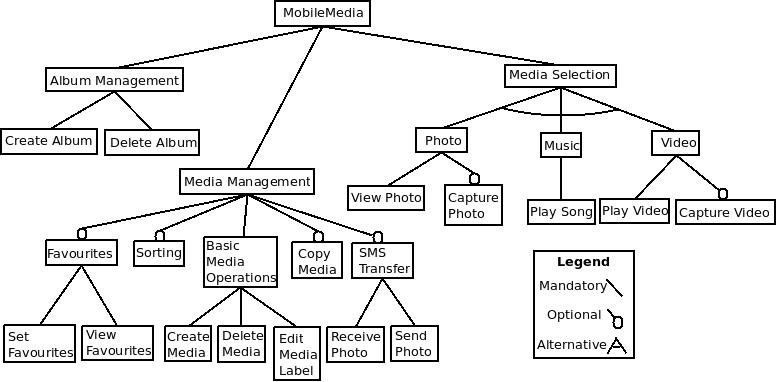 MobileMedia
Album Management
Media Selection
Create Album
Delete Album
Photo
Music
Video
Media Management
View Photo
Capture
Photo
Play Song
Play Video
Capture Video
Favourites
Sorting
Basic
Media
Operations
Copy
Media
SMS
Transfer
Set
Favourites
View
Favourites
Create
Media
Delete
Media
Edit
Media
Label
Receive
Photo
Send
Photo
Legend
Mandatory
Optional
Alternative